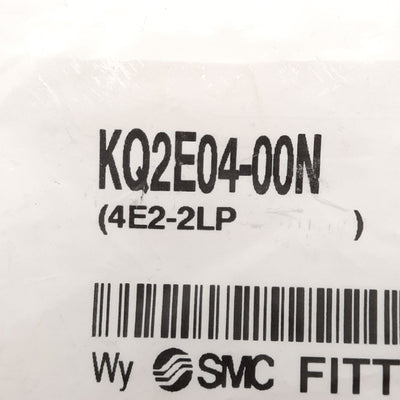 KQ2E04-00N
(4E2-2LP )
Wy SMC FITT